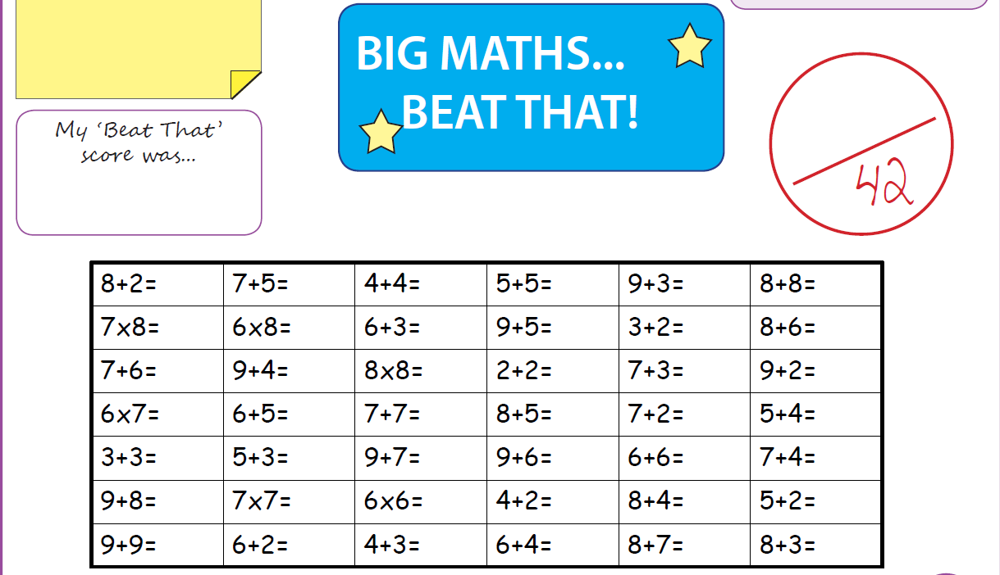 BIG MATHS...
BEAT THAT!
My ‘Beat That’
score was...
42
8+2= 7+5= 4+4= 5+5= 9+3= 8+8=
7x8= 6x8= 6+3= 9+5= 3+2= 8+6=
7+6= 9+4= 8x8= 2+2= 7+3= 9+2=
6x7= 6+5= 7+7= 8+5= 7+2= 5+4=
3+3= 5+3= 9+7= 9+6= 6+6= 7+4=
9+8= 7x7= 6x6= 4+2= 8+4= 5+2=
9+9= 6+2= 4+3= 6+4= 8+7= 8+3=